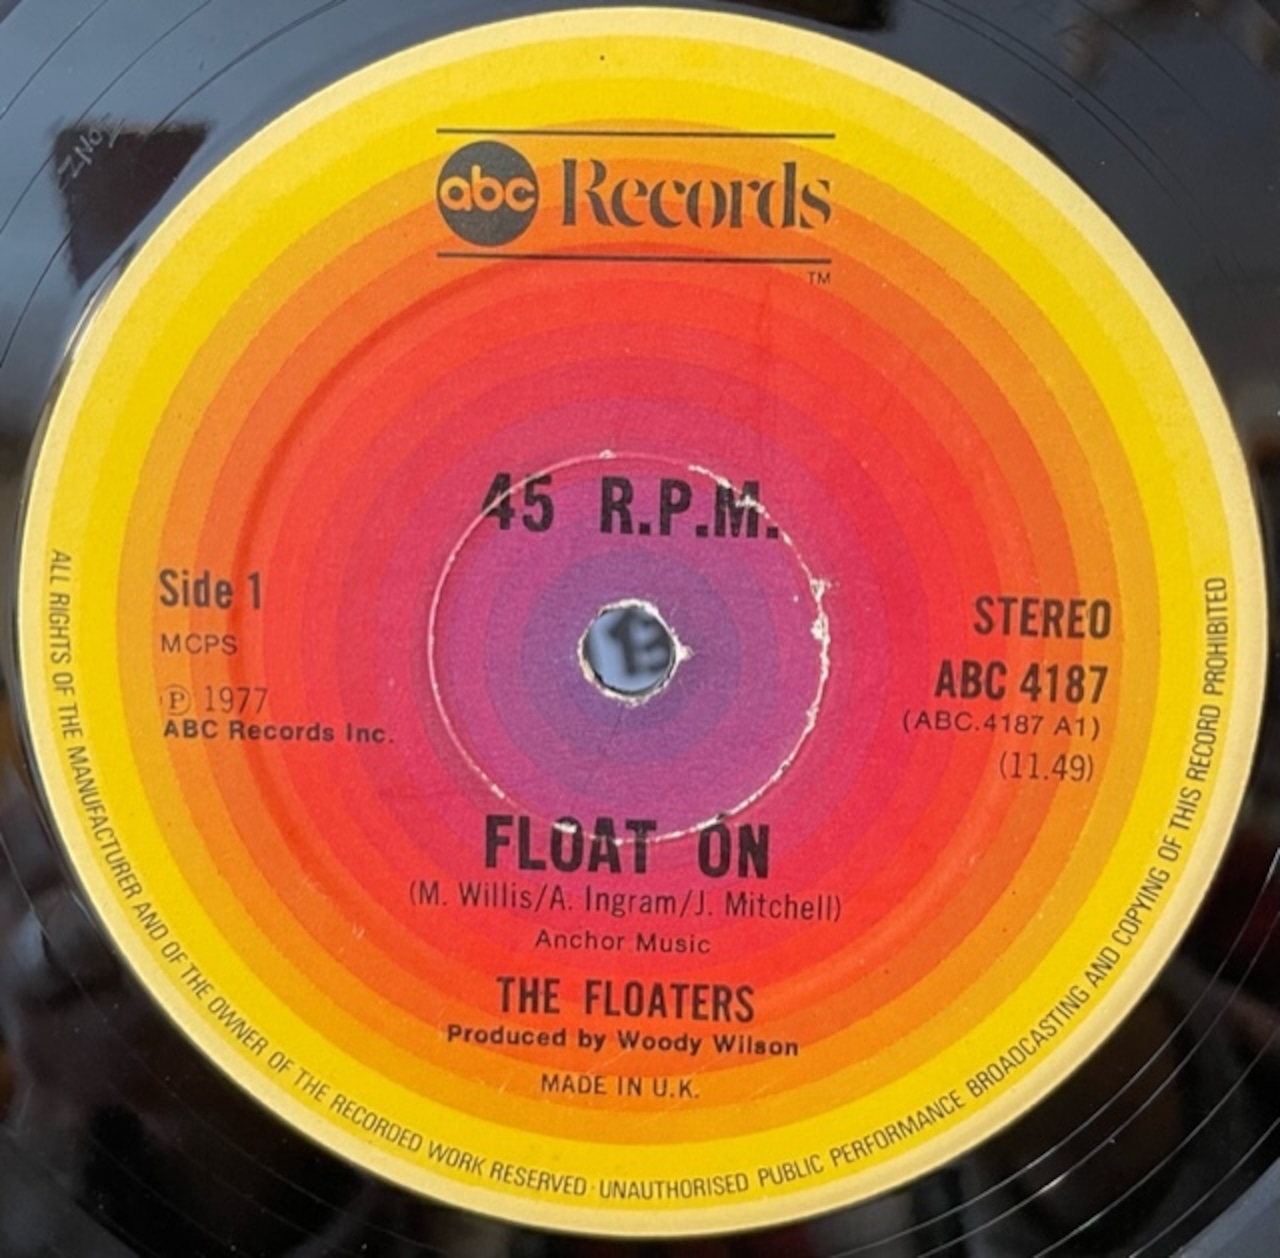 abc Records
TM
45 R.P.M.
Side 1
MCPS
℗ 1977
ABC Records Inc.
STEREO
ABC 4187
(ABC.4187 A1)
(11.49)
FLOAT ON
(M. Willis/A. Ingram/J. Mitchell)
Anchor Music
THE FLOATERS
Produced by Woody Wilson
MADE IN U.K.
ALL RIGHTS OF THE MANUFACTURER AND OF THE OWNER OF THE RECORDED WORK RESERVED · UNAUTHORISED PUBLIC PERFORMANCE BROADCASTING AND COPYING OF THIS RECORD PROHIBITED